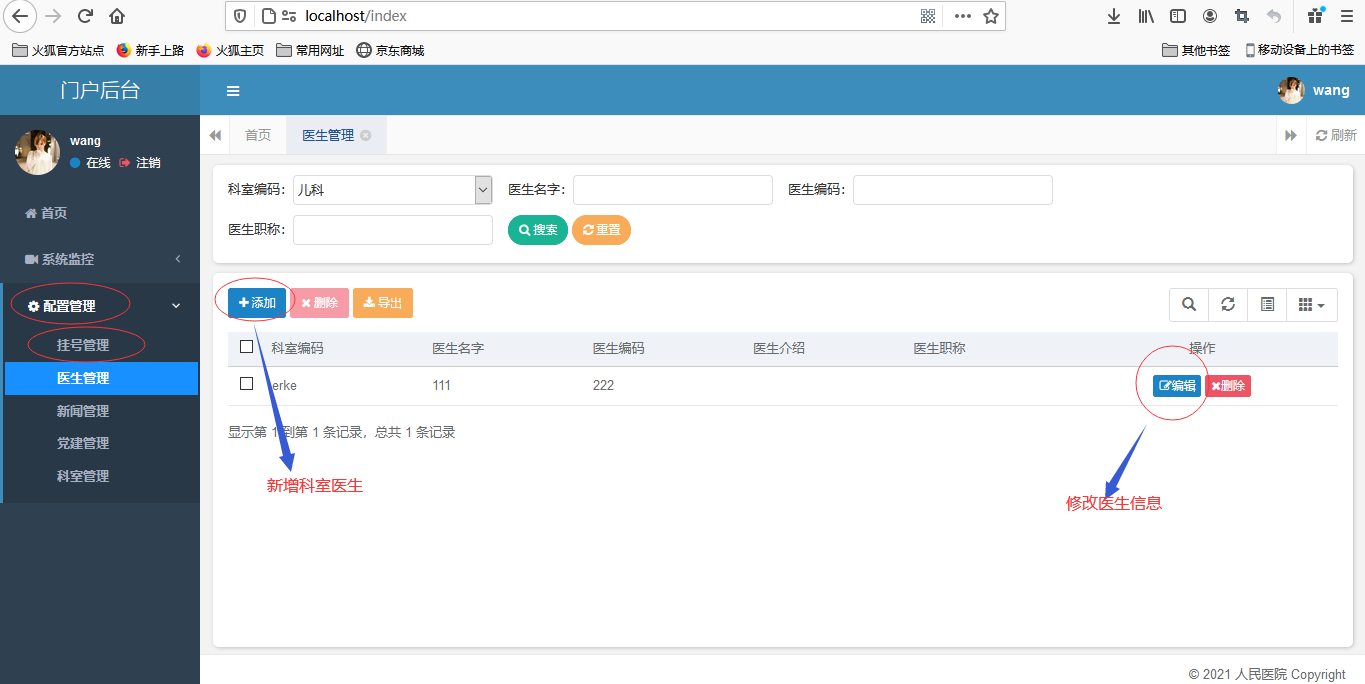 localhost/index
火狐官方站点 新手上路 火狐主页 常用网址 京东商城 其他书签 移动设备上的书签
门户后台 wang
wang
在线 注销
首页 医生管理 刷新
科室编码: 儿科 医生名字: 医生编码:
医生职称: 搜索 重置
首页
系统监控
配置管理
挂号管理
医生管理
新闻管理
党建管理
科室管理
添加 删除 导出
科室编码 医生名字 医生编码 医生介绍 医生职称 操作
erke 111 222 编辑 删除
显示第 1 到第 1 条记录，总共 1 条记录
新增科室医生
修改医生信息
© 2021 人民医院 Copyright